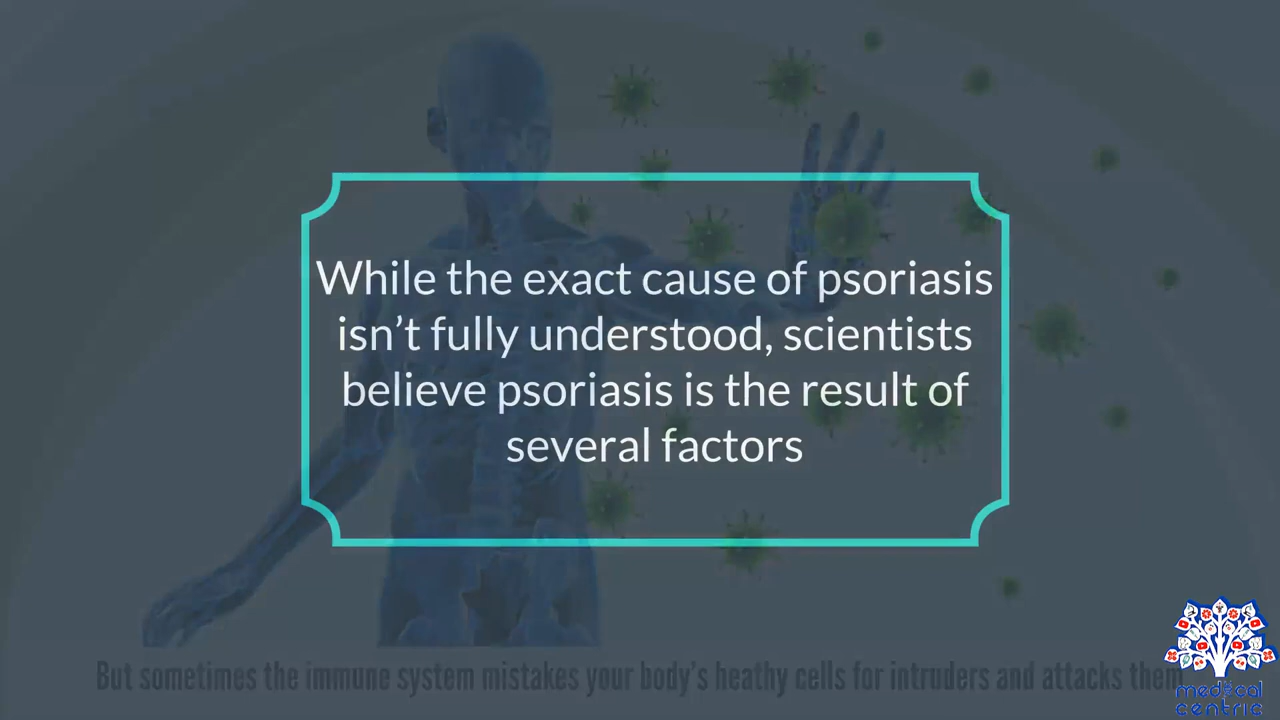 While the exact cause of psoriasis
isn't fully understood, scientists
believe psoriasis is the result of
several factors
But sometimes the immune system mistakes your body's heathy cells for intruders and attacks them
medical
centric